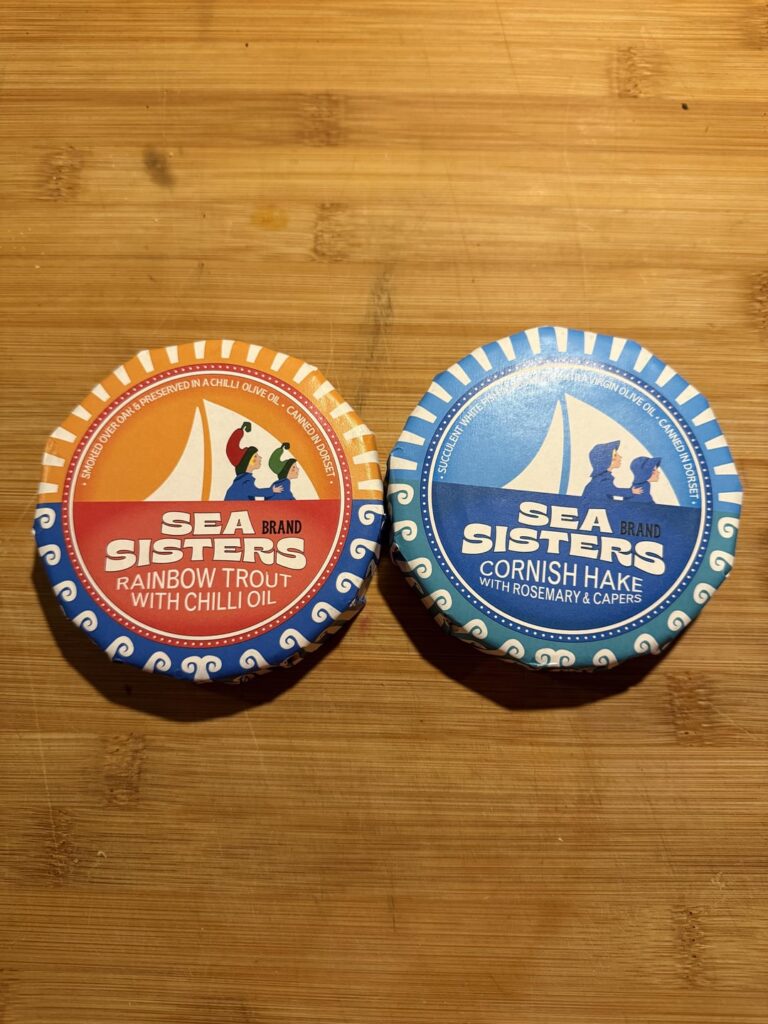 SMOKED OVER OAK & PRESERVED IN A CHILLI OLIVE OIL • CANNED IN DORSET •
SEA BRAND
SISTERS
RAINBOW TROUT
WITH CHILLI OIL
SUCCULENT WHITE VIRGIN OLIVE OIL • CANNED IN DORSET •
SEA BRAND
SISTERS
CORNISH HAKE
WITH ROSEMARY & CAPERS